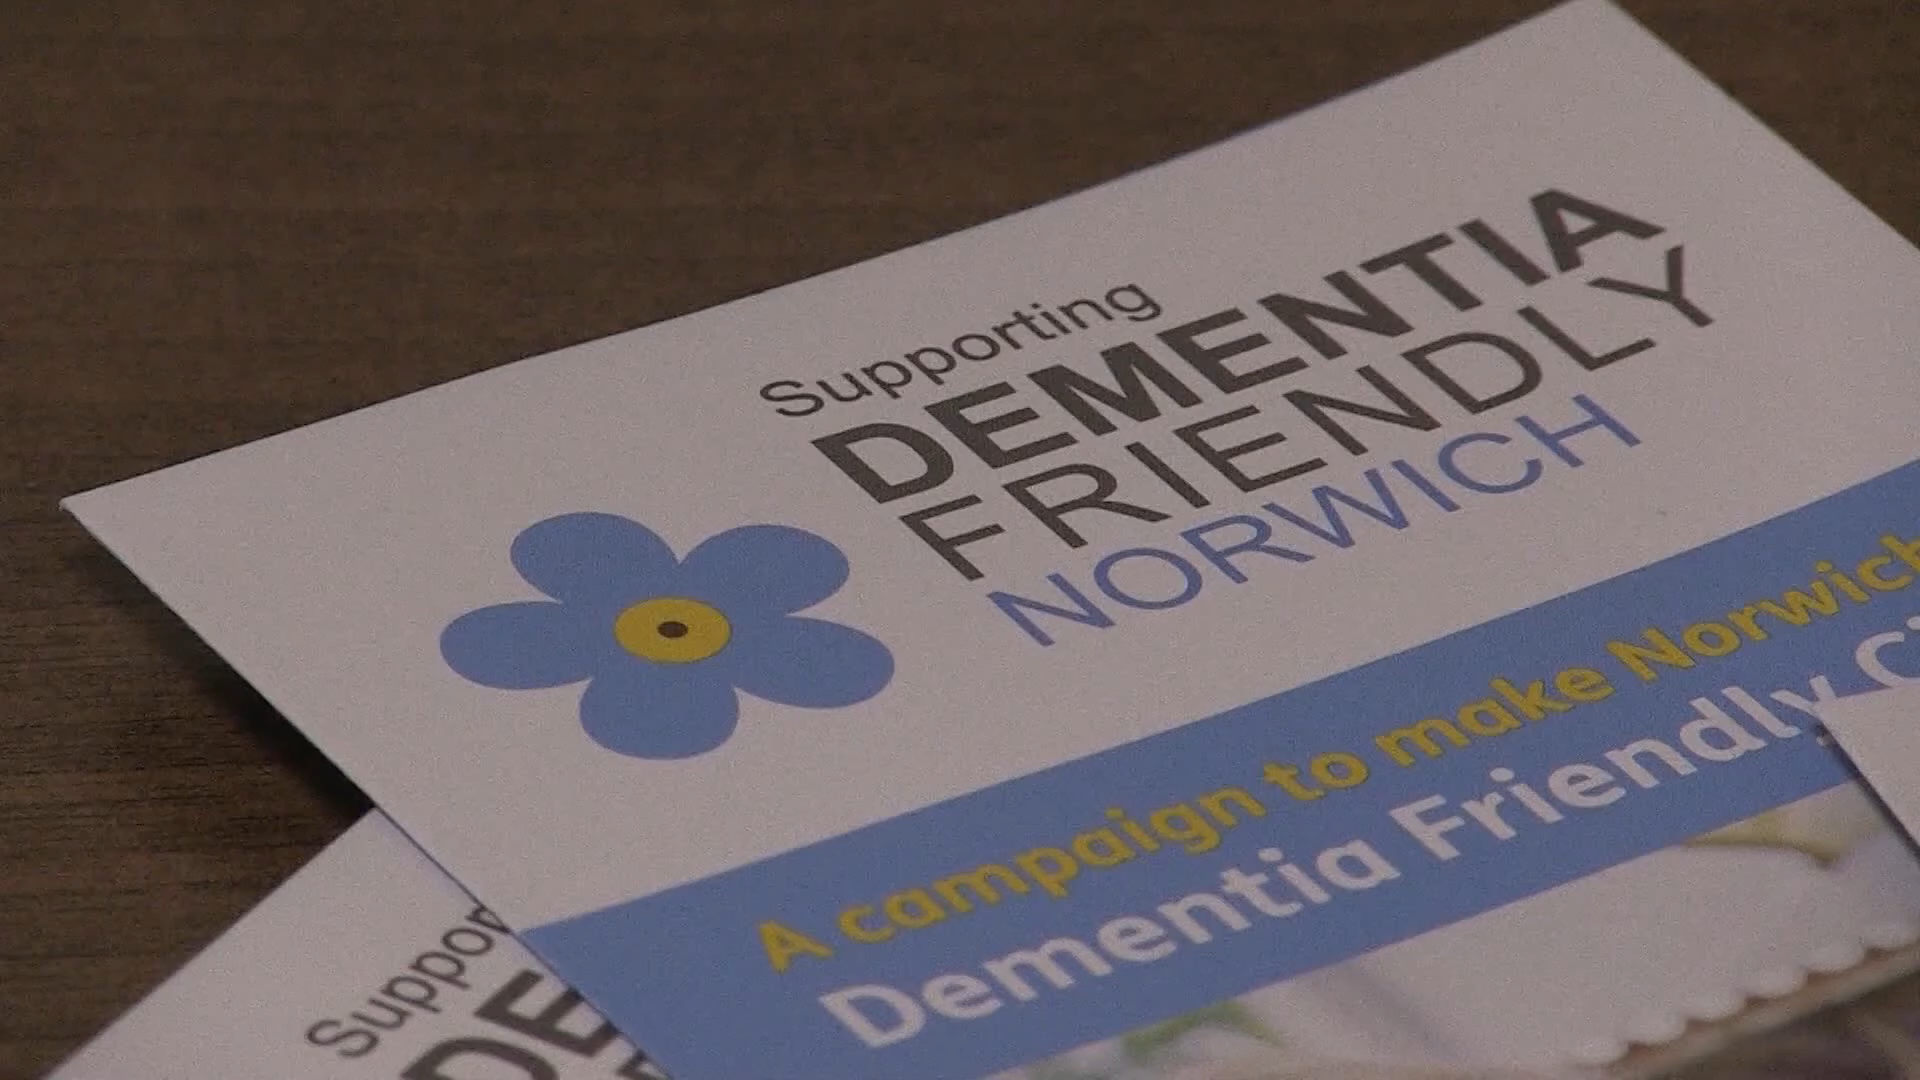 Supporting
DEMENTIA
FRIENDLY
NORWICH
A campaign to make Norwich
Dementia Friendly
Suppor
DE